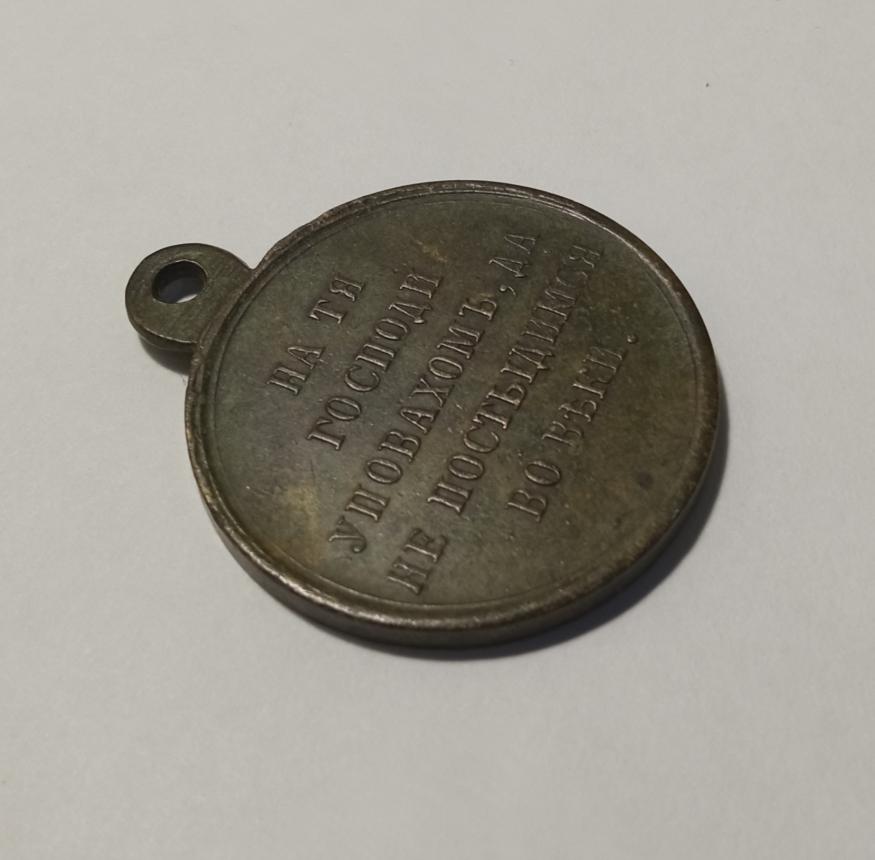 НА ТЯ
ГОСПОДИ
УПОВАХОМЪ, ДА
НЕ ПОСТЫДИМСЯ
ВО ВѢКИ.